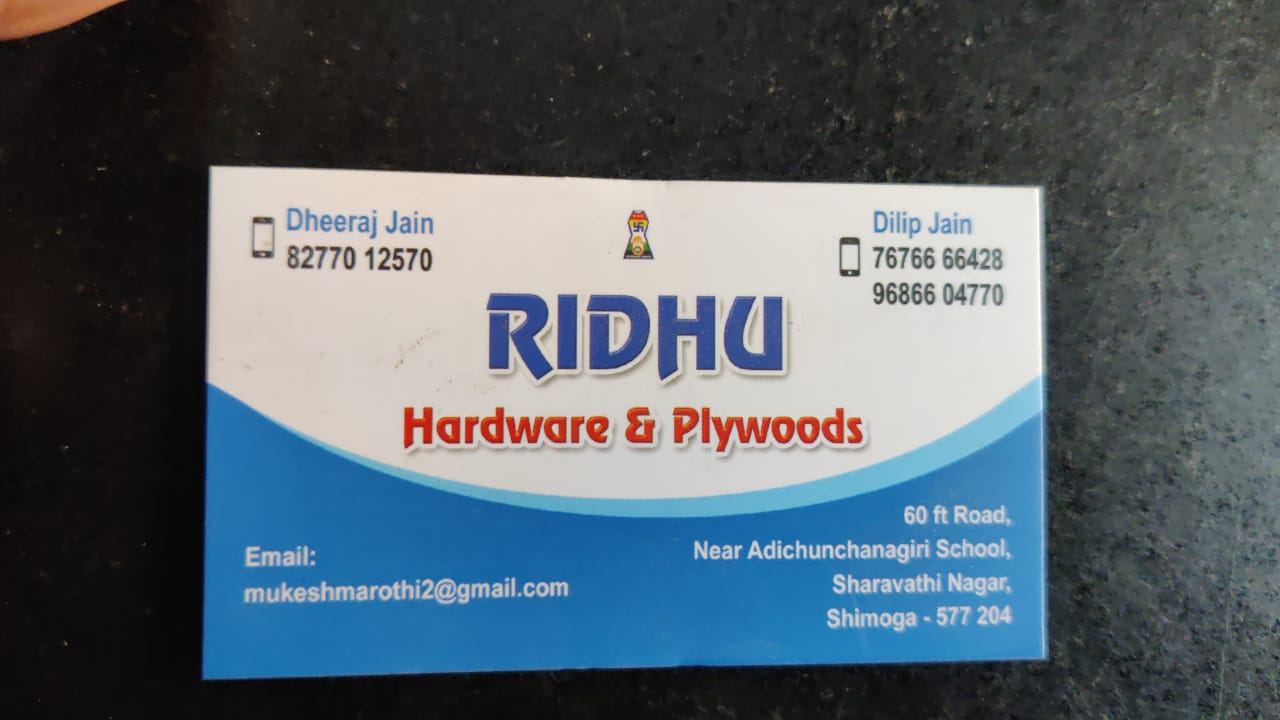 Dheeraj Jain
82770 12570
Dilip Jain
76766 66428
96866 04770
RIDHU
Hardware & Plywoods
Email:
mukeshmarothi2@gmail.com
60 ft Road,
Near Adichunchanagiri School,
Sharavathi Nagar,
Shimoga - 577 204